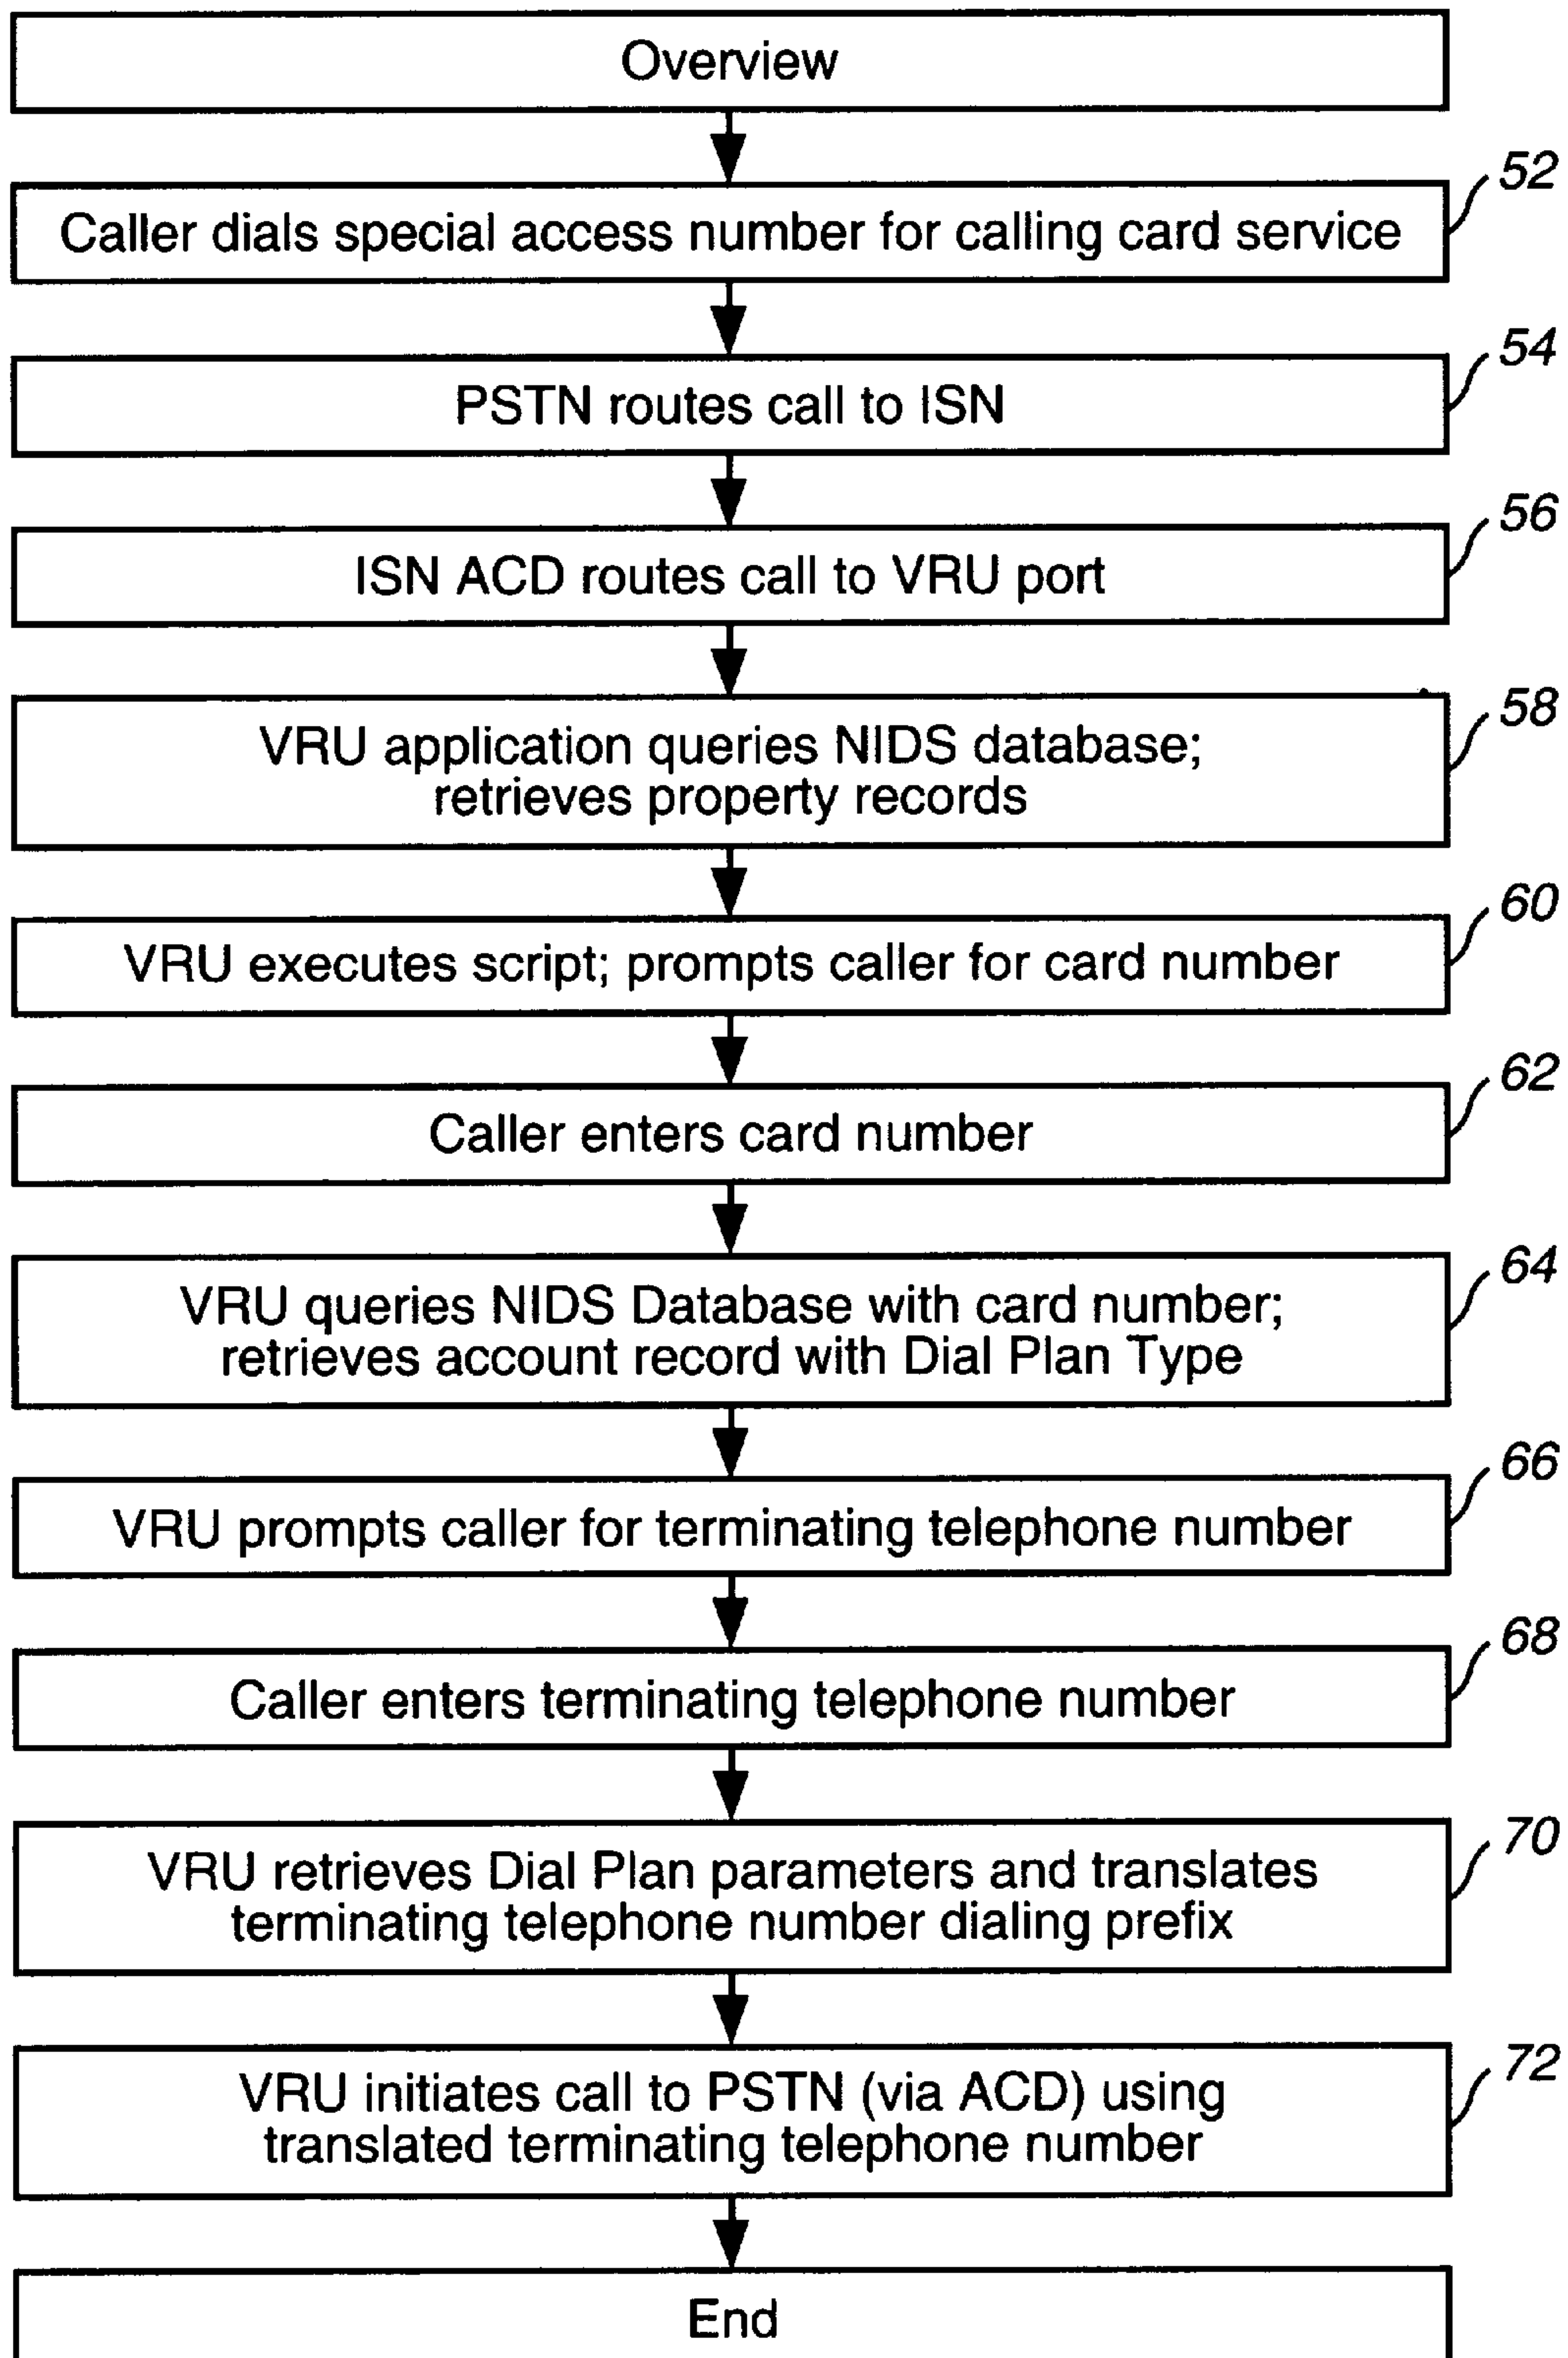 Overview
52
Caller dials special access number for calling card service
54
PSTN routes call to ISN
56
ISN ACD routes call to VRU port
58
VRU application queries NIDS database;
retrieves property records
60
VRU executes script; prompts caller for card number
62
Caller enters card number
64
VRU queries NIDS Database with card number;
retrieves account record with Dial Plan Type
66
VRU prompts caller for terminating telephone number
68
Caller enters terminating telephone number
70
VRU retrieves Dial Plan parameters and translates
terminating telephone number dialing prefix
72
VRU initiates call to PSTN (via ACD) using
translated terminating telephone number
End